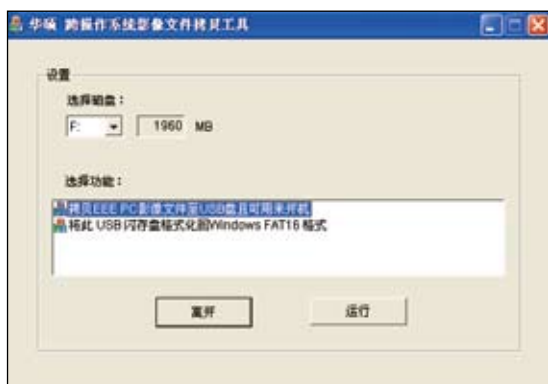 华硕 跨操作系统影像文件拷贝工具
设置
选择磁盘：
F: 1960 MB
选择功能：
拷贝EEE PC影像文件至USB盘且可用来开机
将此 USB 闪存盘格式化回Windows FAT16 格式
离开 运行